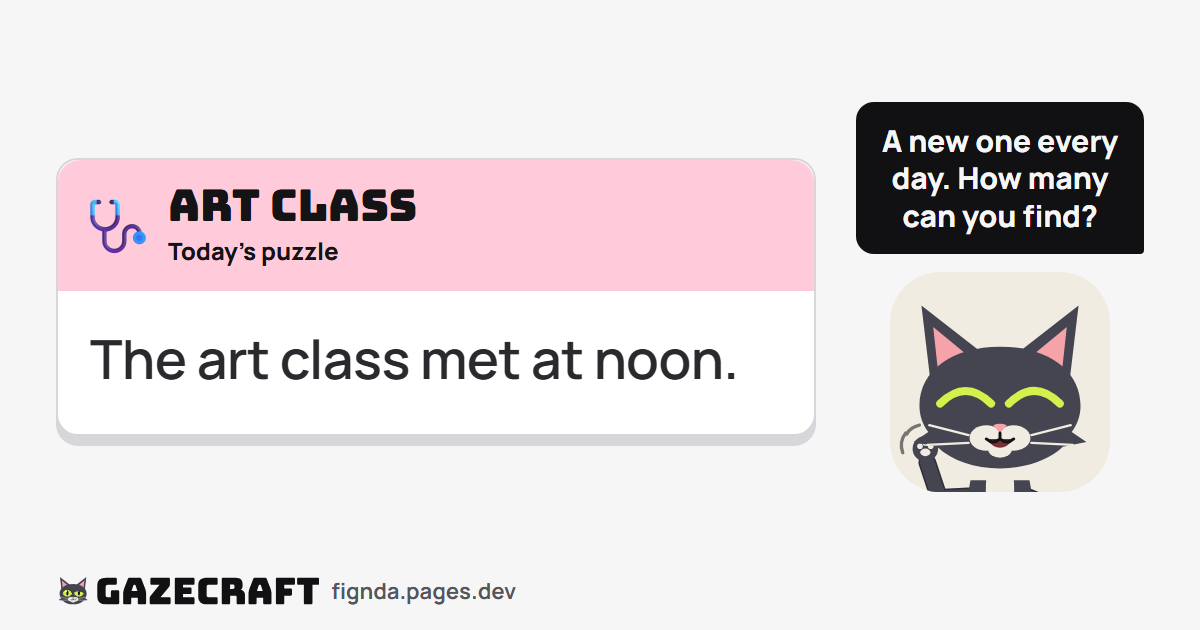 ART CLASS
Today's puzzle
The art class met at noon.
A new one every
day. How many
can you find?
GAZECRAFT fignda.pages.dev